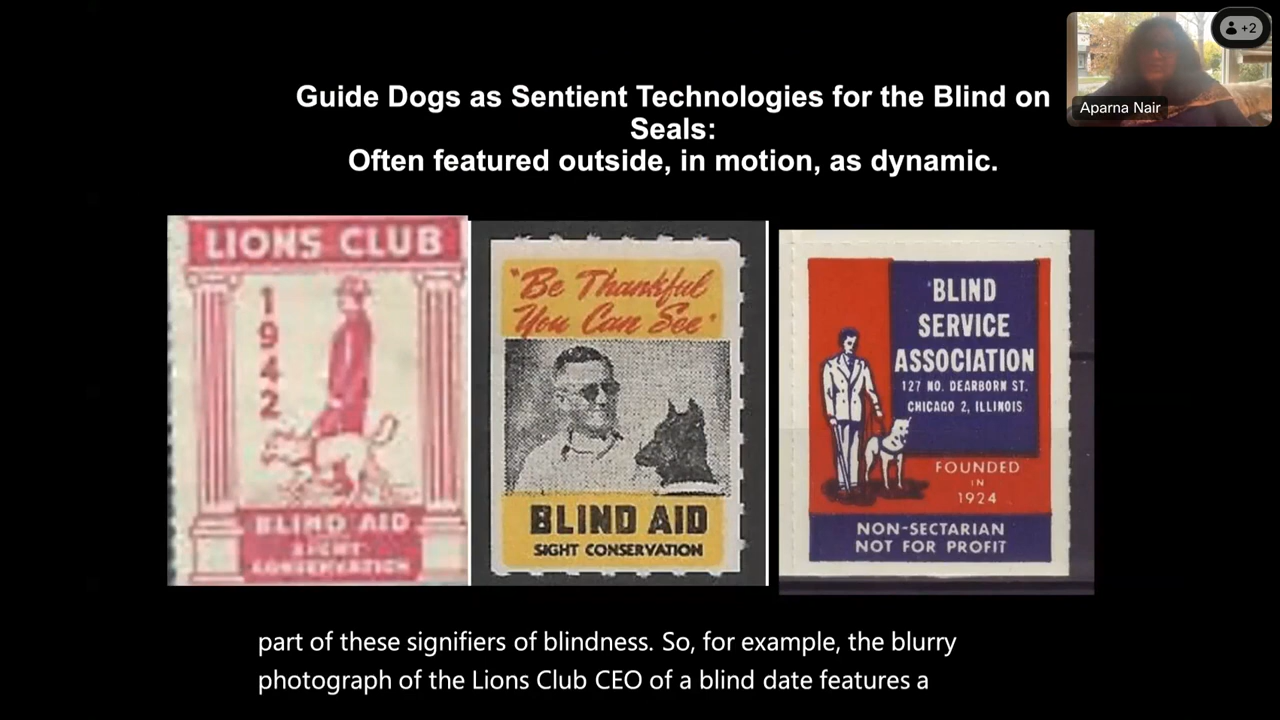 Guide Dogs as Sentient Technologies for the Blind on
Seals:
Often featured outside, in motion, as dynamic.
+2
Aparna Nair
LIONS CLUB
1
9
4
2
BLIND AID
SIGHT
CONSERVATION
"Be Thankful
You Can See"
BLIND AID
SIGHT CONSERVATION
BLIND
SERVICE
ASSOCIATION
127 NO. DEARBORN ST.
CHICAGO 2, ILLINOIS
FOUNDED
IN
1924
NON-SECTARIAN
NOT FOR PROFIT
part of these signifiers of blindness. So, for example, the blurry
photograph of the Lions Club CEO of a blind date features a